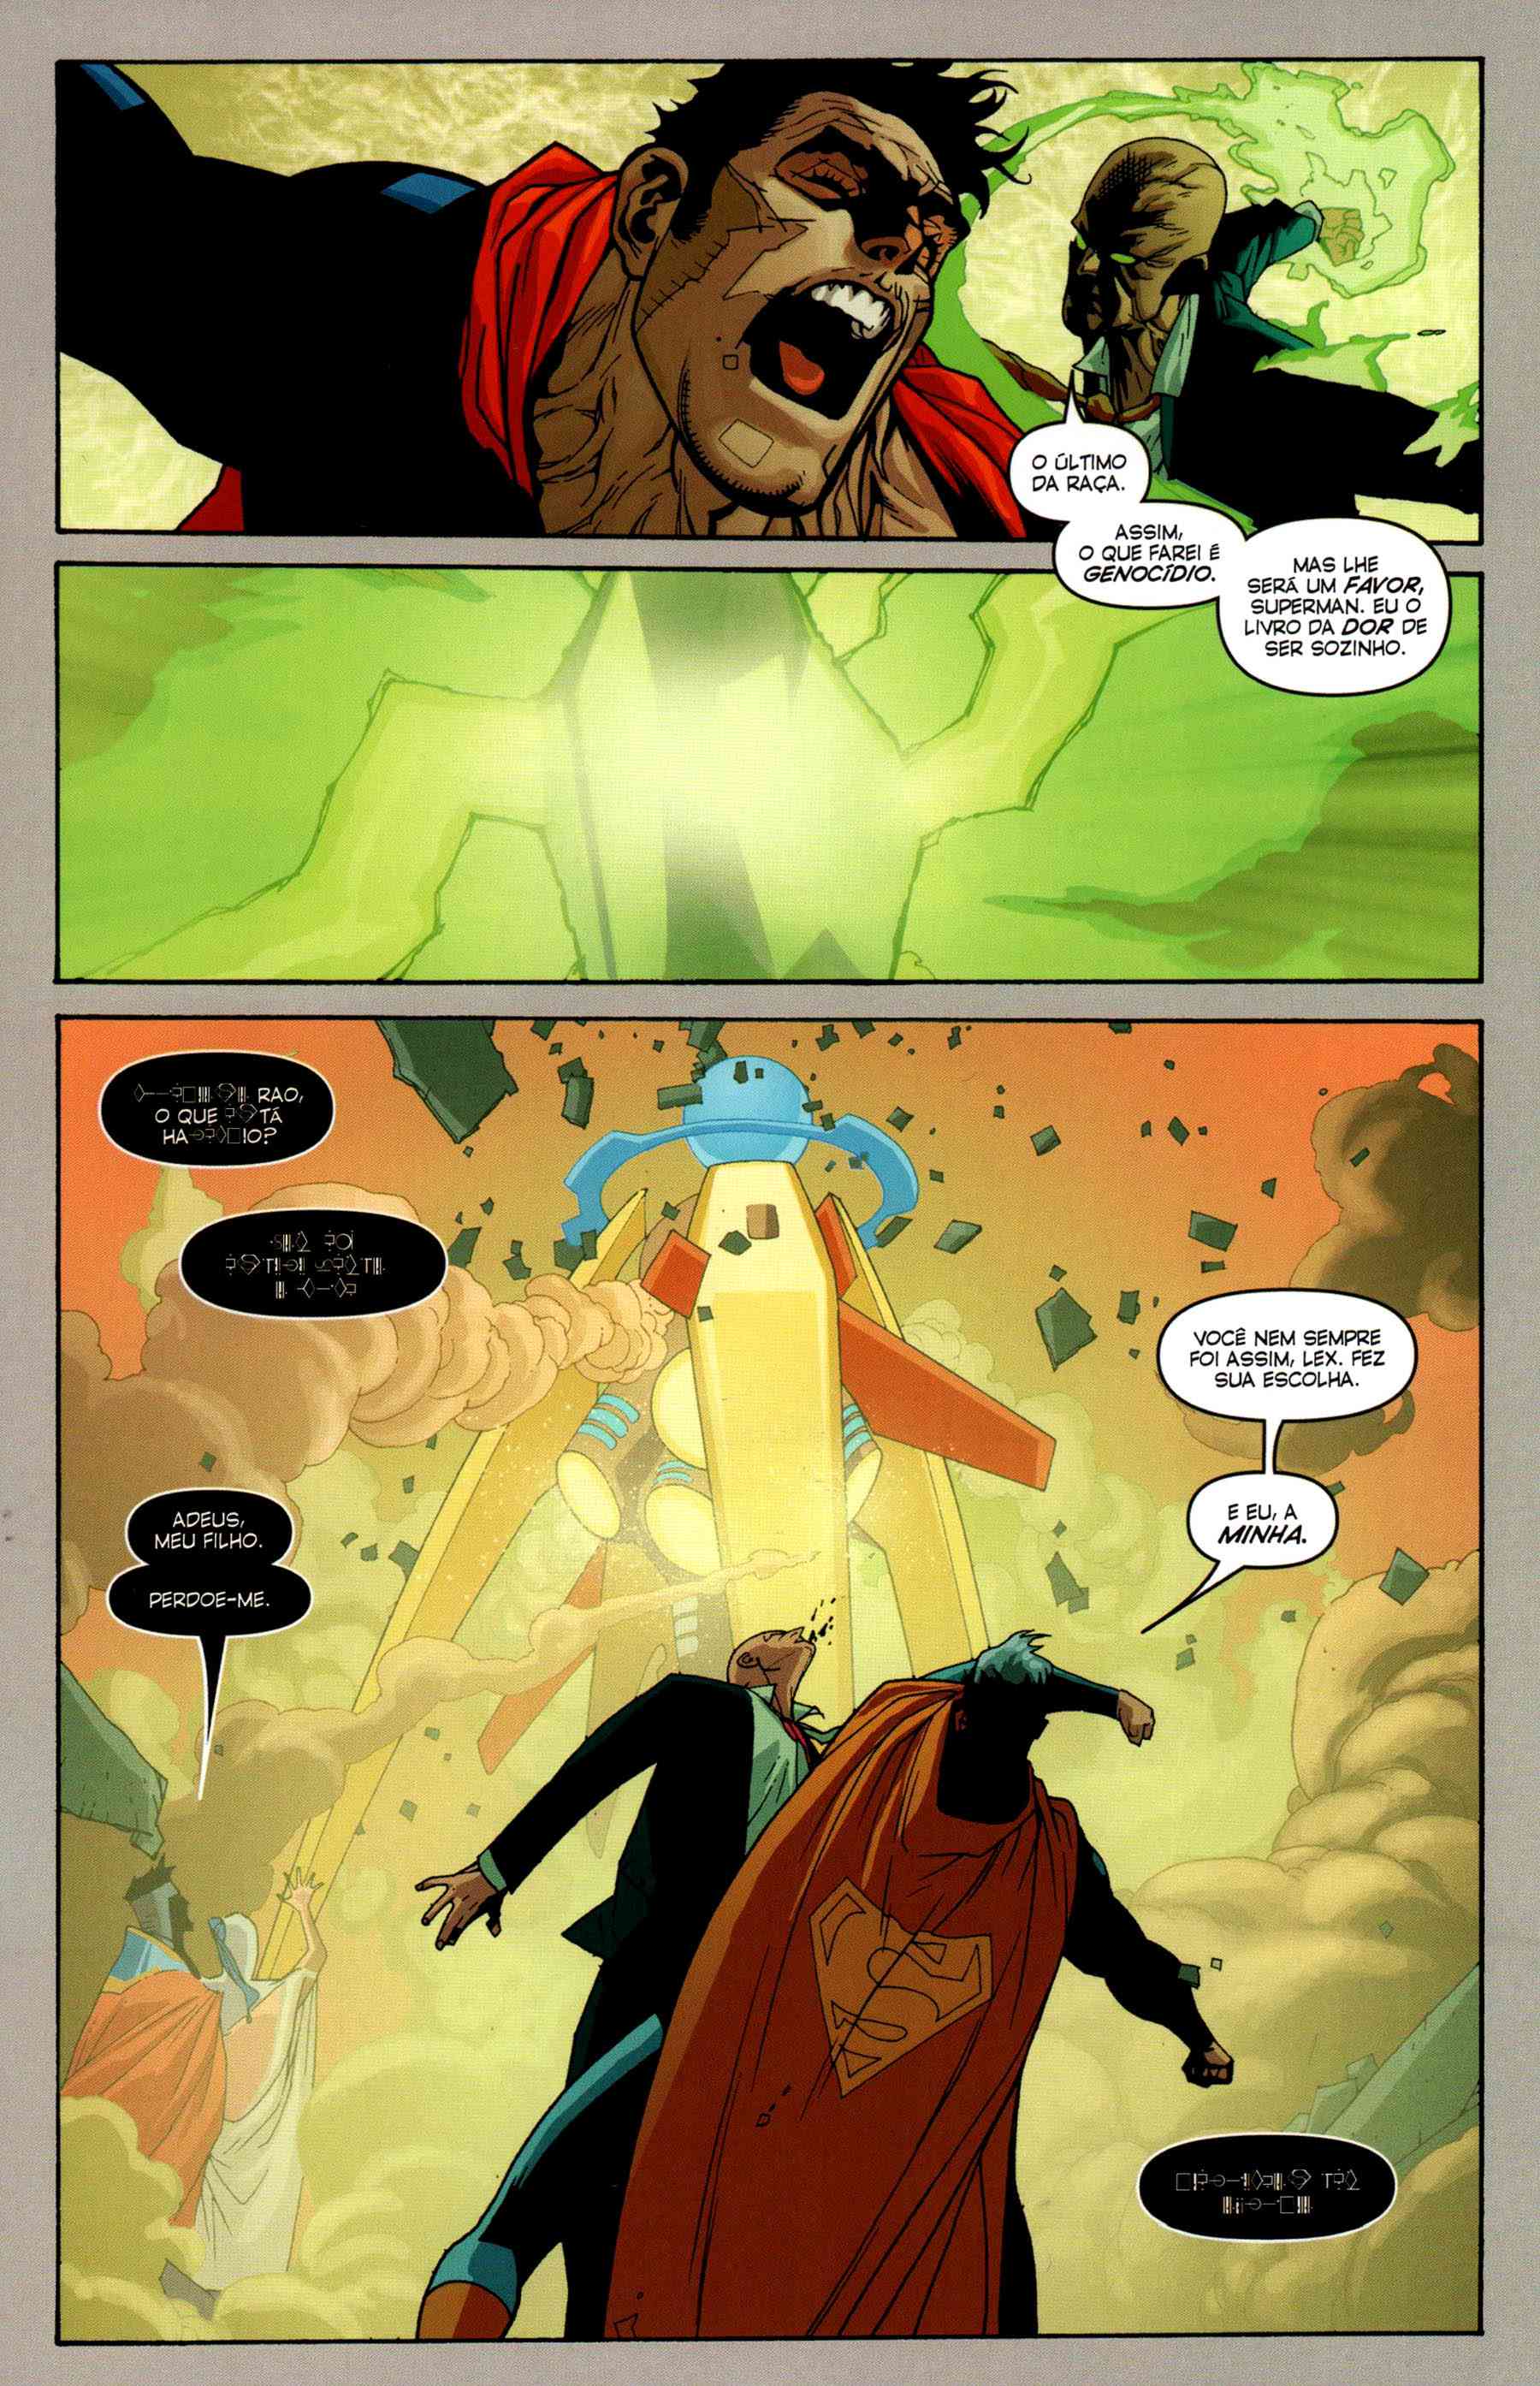 O ÚLTIMO
DA RAÇA.
ASSIM,
O QUE FAREI É
GENOCÍDIO.
MAS LHE
SERÁ UM FAVOR,
SUPERMAN. EU O
LIVRO DA DOR DE
SER SOZINHO.
RAO,
O QUE
VOCÊ NEM SEMPRE
FOI ASSIM, LEX. FEZ
SUA ESCOLHA.
E EU, A
MINHA.
ADEUS,
MEU FILHO.
PERDOE-ME.